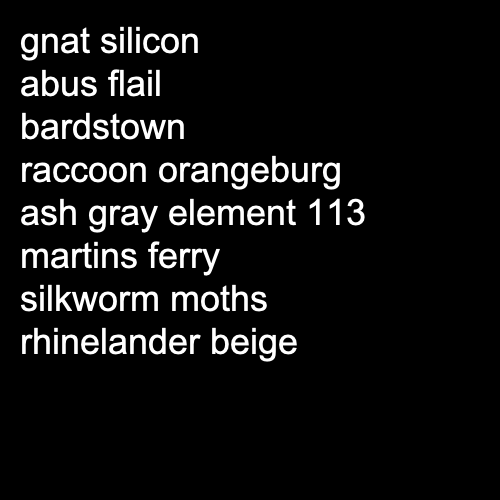 gnat silicon
abus flail
bardstown
raccoon orangeburg
ash gray element 113
martins ferry
silkworm moths
rhinelander beige